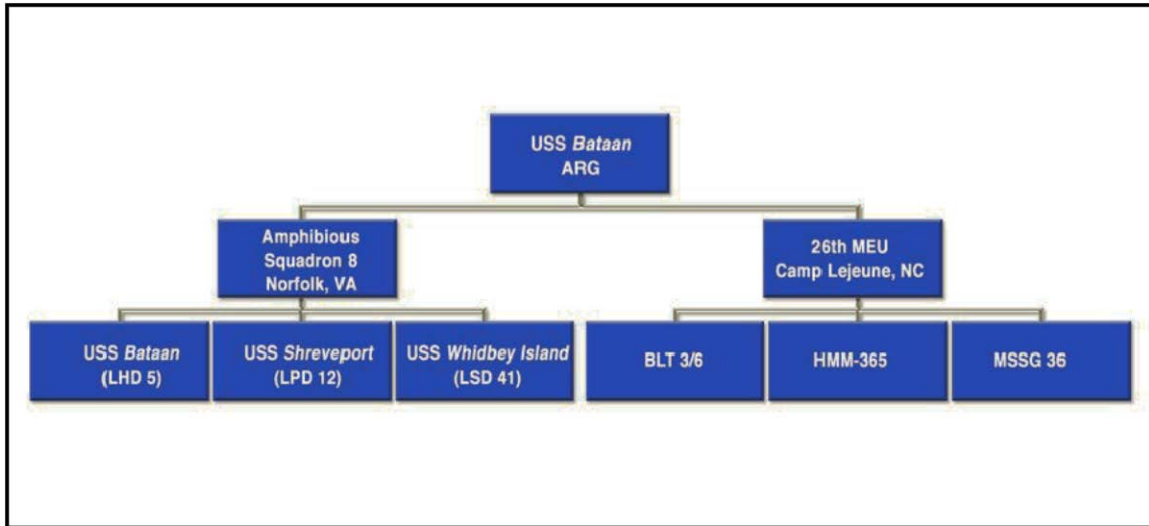 USS Bataan
ARG
Amphibious
Squadron 8
Norfolk, VA
26th MEU
Camp Lejeune, NC
USS Bataan
(LHD 5)
USS Shreveport
(LPD 12)
USS Whidbey Island
(LSD 41)
BLT 3/6
HMM-365
MSSG 36